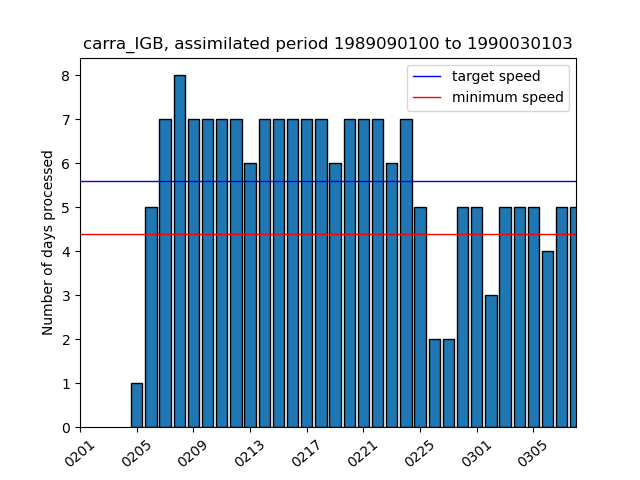 carra_IGB, assimilated period 1989090100 to 1990030103
target speed
minimum speed
Number of days processed
8
7
6
5
4
3
2
1
0
0201 0205 0209 0213 0217 0221 0225 0301 0305